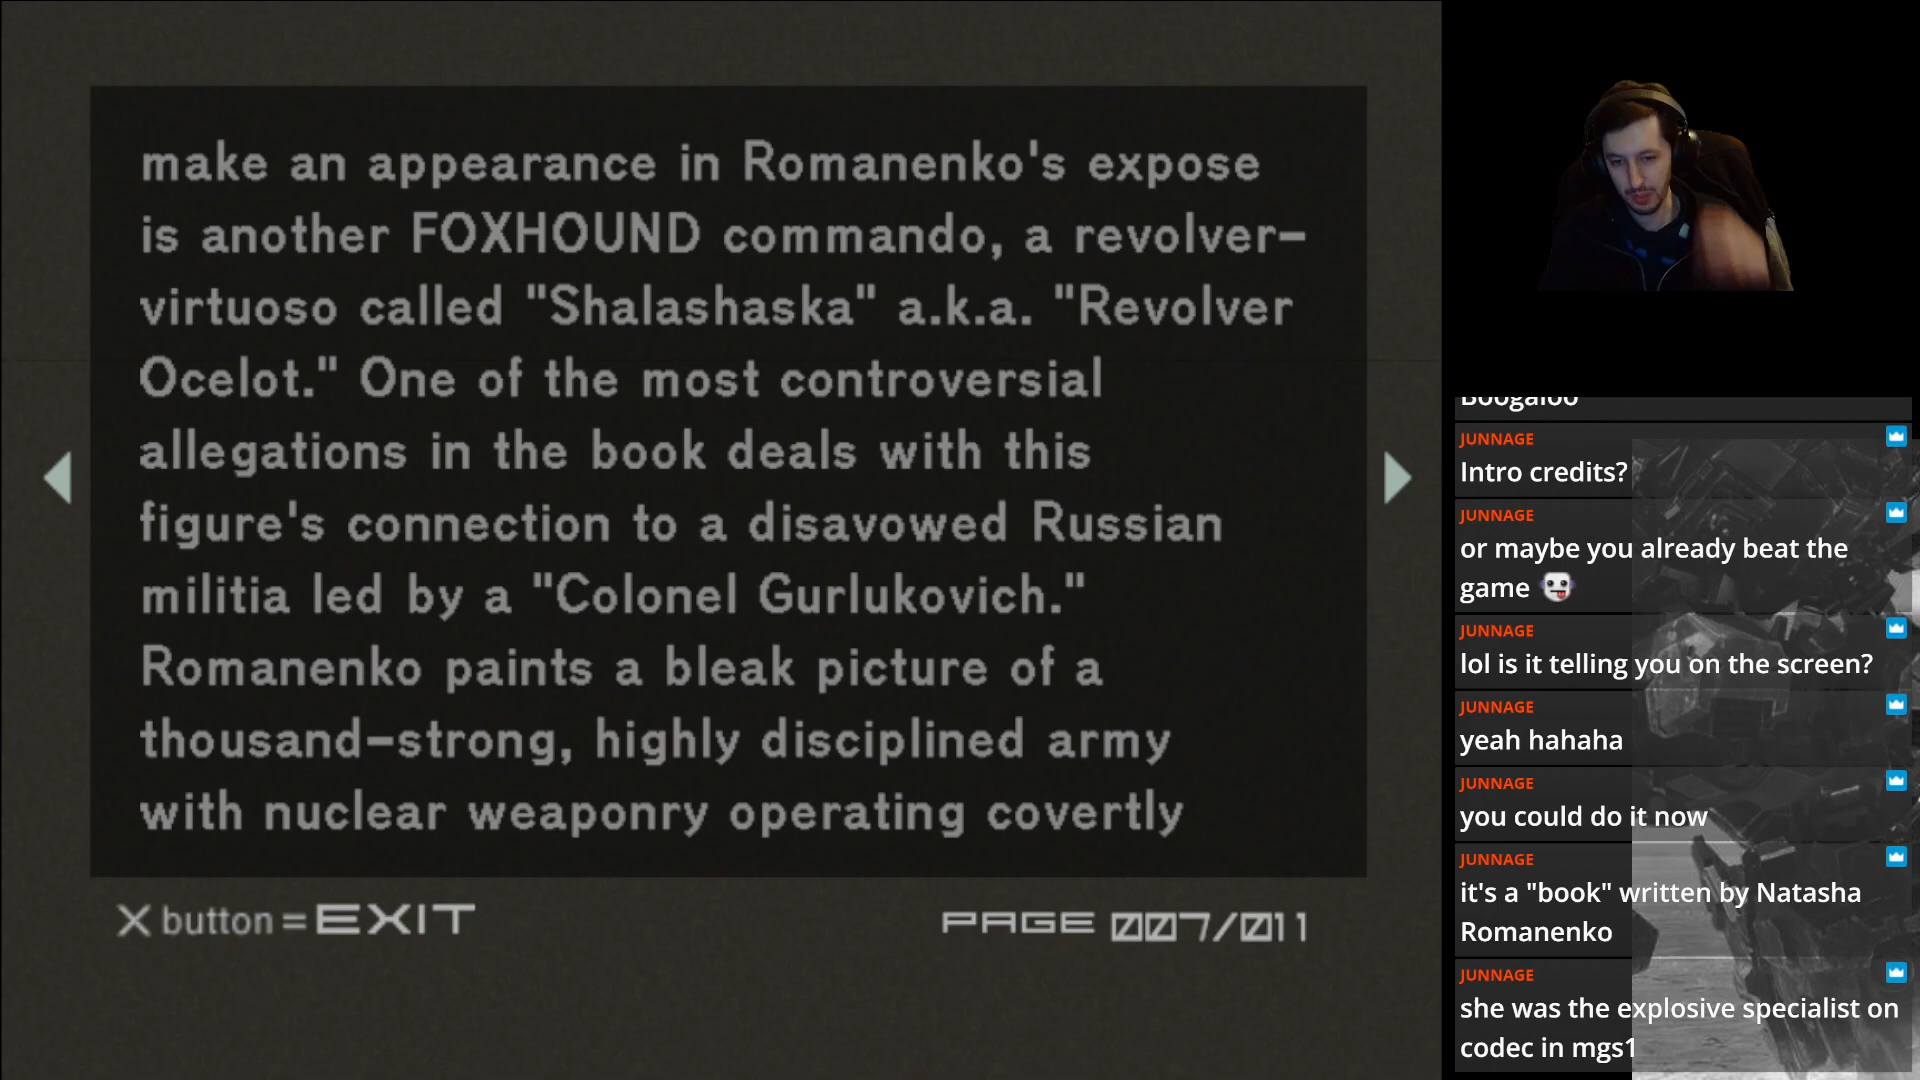 make an appearance in Romanenko's expose
is another FOXHOUND commando, a revolver-
virtuoso called "Shalashaska" a.k.a. "Revolver
Ocelot." One of the most controversial
allegations in the book deals with this
figure's connection to a disavowed Russian
militia led by a "Colonel Gurlukovich."
Romanenko paints a bleak picture of a
thousand-strong, highly disciplined army
with nuclear weaponry operating covertly
X button = EXIT
PAGE 007/011
Boogaloo
JUNNAGE
Intro credits?
JUNNAGE
or maybe you already beat the
game
JUNNAGE
lol is it telling you on the screen?
JUNNAGE
yeah hahaha
JUNNAGE
you could do it now
JUNNAGE
it's a "book" written by Natasha
Romanenko
JUNNAGE
she was the explosive specialist on
codec in mgs1